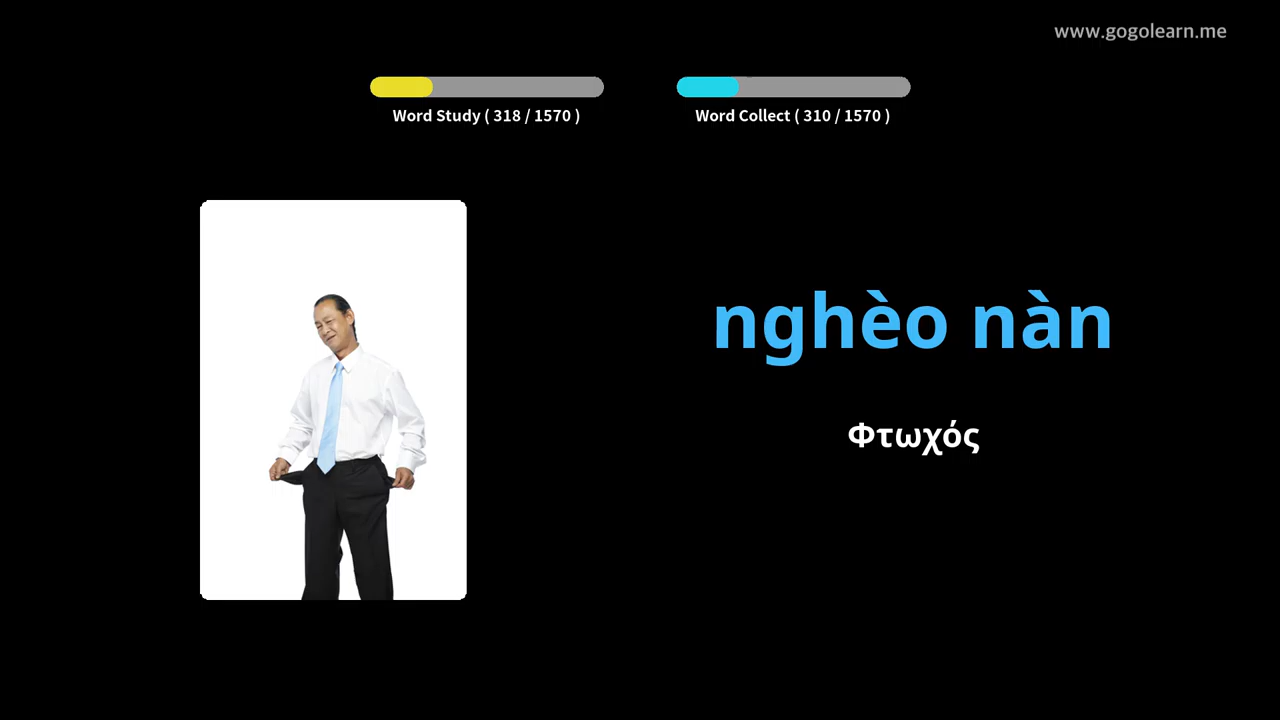 www.gogolearn.me
Word Study ( 318 / 1570 )
Word Collect ( 310 / 1570 )
nghèo nàn
Φτωχός